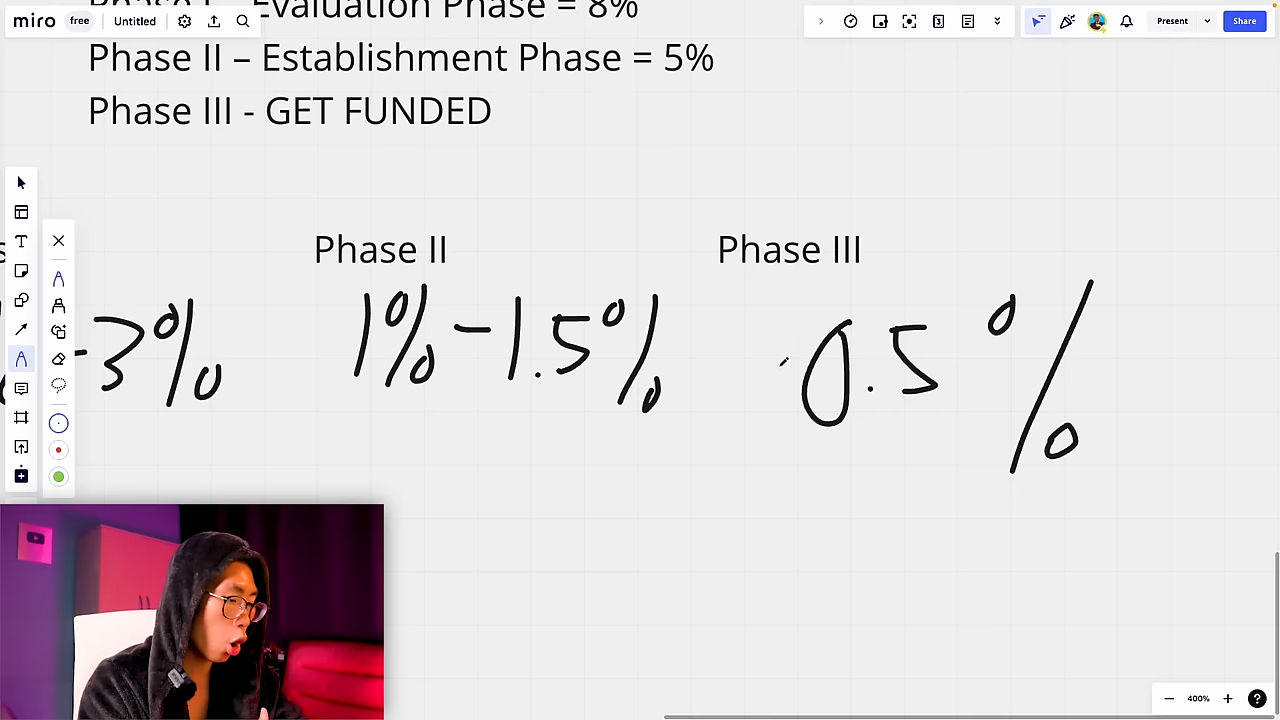 Phase I - Evaluation Phase = 8%
miro free Untitled
Present Share
Phase II – Establishment Phase = 5%
Phase III - GET FUNDED
Phase II Phase III
-3% 1%-1.5% 0.5%
400%